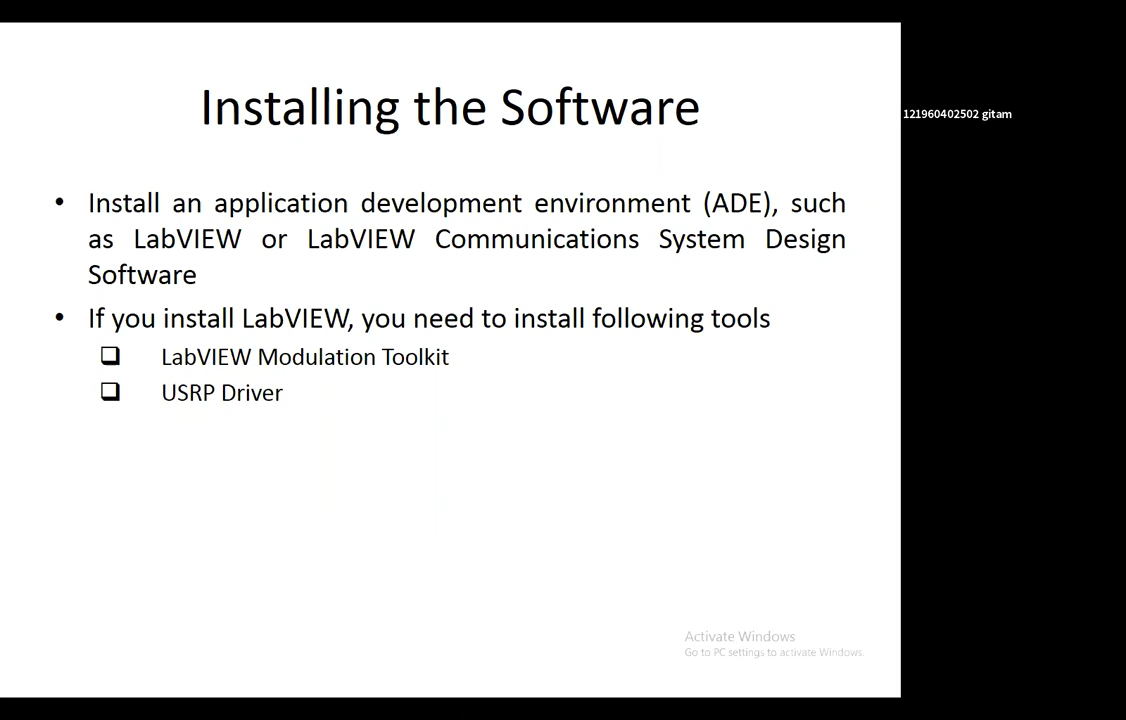 Installing the Software
121960402502 gitam
• Install an application development environment (ADE), such
as LabVIEW or LabVIEW Communications System Design
Software
• If you install LabVIEW, you need to install following tools
❑ LabVIEW Modulation Toolkit
❑ USRP Driver
Activate Windows
Go to PC settings to activate Windows.